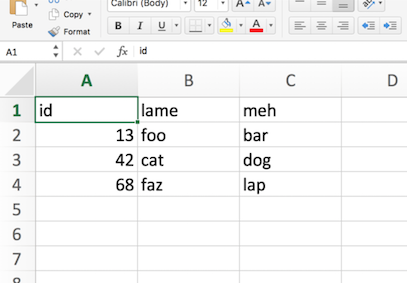 Calibri (Body) 12 A A
Copy
Paste
Format
B I U A
A1 fx id
A B C D
1 id lame meh
2 13 foo bar
3 42 cat dog
4 68 faz lap
5
6
7
8